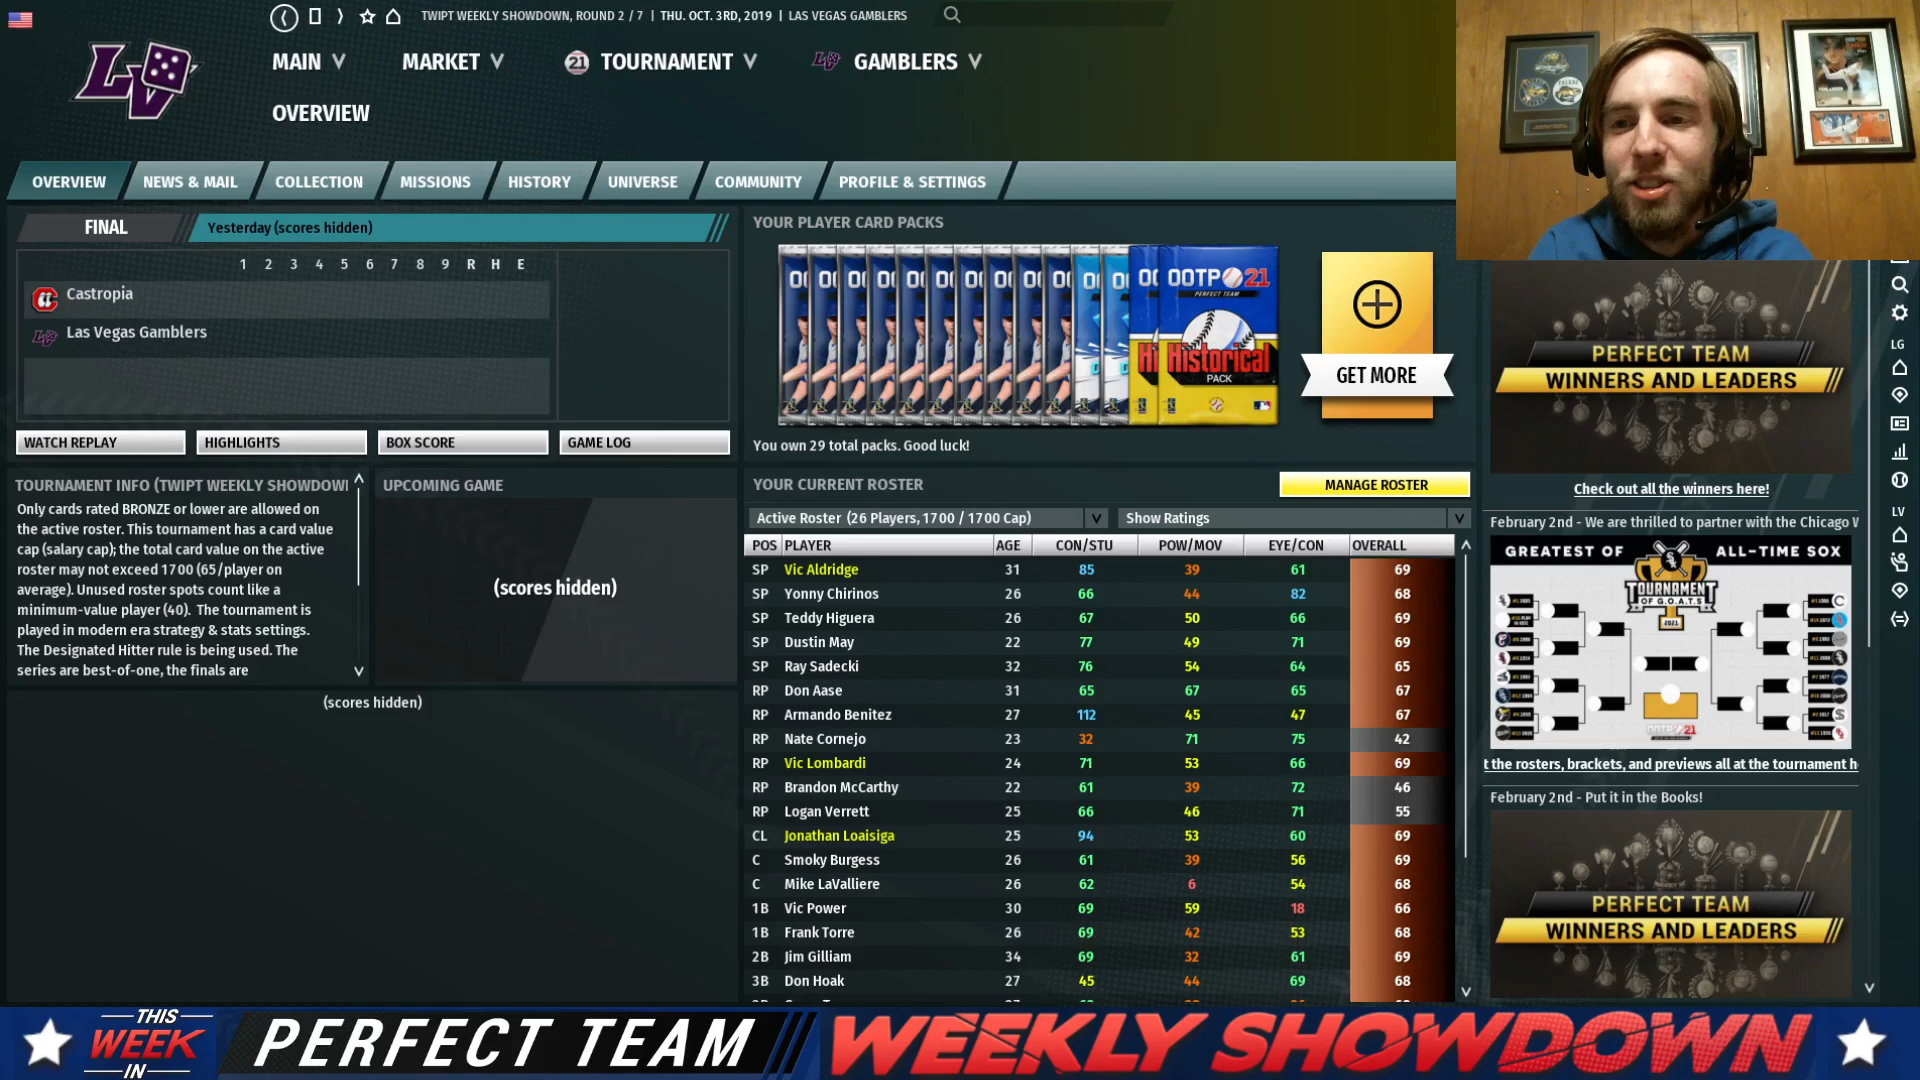 TWIPT WEEKLY SHOWDOWN, ROUND 2 / 7 | THU. OCT. 3RD, 2019 | LAS VEGAS GAMBLERS
LV
MAIN
MARKET
21 TOURNAMENT
GAMBLERS
OVERVIEW
OVERVIEW
NEWS & MAIL
COLLECTION
MISSIONS
HISTORY
UNIVERSE
COMMUNITY
PROFILE & SETTINGS
FINAL
Yesterday (scores hidden)
1 2 3 4 5 6 7 8 9 R H E
Castropia
Las Vegas Gamblers
WATCH REPLAY
HIGHLIGHTS
BOX SCORE
GAME LOG
YOUR PLAYER CARD PACKS
OOTP 21
PERFECT TEAM
Historical
PACK
GET MORE
You own 29 total packs. Good luck!
TOURNAMENT INFO (TWIPT WEEKLY SHOWDOWN
Only cards rated BRONZE or lower are allowed on
the active roster. This tournament has a card value
cap (salary cap); the total card value on the active
roster may not exceed 1700 (65/player on
average). Unused roster spots count like a
minimum-value player (40). The tournament is
played in modern era strategy & stats settings.
The Designated Hitter rule is being used. The
series are best-of-one, the finals are
UPCOMING GAME
(scores hidden)
(scores hidden)
YOUR CURRENT ROSTER
MANAGE ROSTER
Active Roster (26 Players, 1700 / 1700 Cap)
Show Ratings
POS PLAYER AGE CON/STU POW/MOV EYE/CON OVERALL
SP Vic Aldridge 31 85 39 61 69
SP Yonny Chirinos 26 66 44 82 68
SP Teddy Higuera 26 67 50 66 69
SP Dustin May 22 77 49 71 69
SP Ray Sadecki 32 76 54 64 65
RP Don Aase 31 65 67 65 67
RP Armando Benitez 27 112 45 47 67
RP Nate Cornejo 23 32 71 75 42
RP Vic Lombardi 24 71 53 66 69
RP Brandon McCarthy 22 61 39 72 46
RP Logan Verrett 25 66 46 71 55
CL Jonathan Loaisiga 25 94 53 60 69
C Smoky Burgess 26 61 39 56 69
C Mike LaValliere 26 62 6 54 68
1B Vic Power 30 69 59 18 66
1B Frank Torre 26 69 42 53 68
2B Jim Gilliam 34 69 32 61 69
3B Don Hoak 27 45 44 69 68
PERFECT TEAM
WINNERS AND LEADERS
Check out all the winners here!
February 2nd - We are thrilled to partner with the Chicago W
GREATEST OF ALL-TIME SOX
TOURNAMENT
OF G.O.A.T.S
2021
OOTP 21
t the rosters, brackets, and previews all at the tournament h
February 2nd - Put it in the Books!
PERFECT TEAM
WINNERS AND LEADERS
LG
LV
THIS
WEEK
IN
PERFECT TEAM
WEEKLY SHOWDOWN